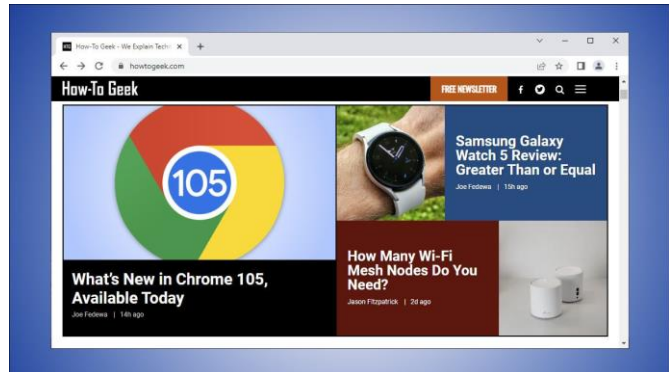 How-To Geek - We Explain Tech
howtogeek.com
How-To Geek
FREE NEWSLETTER
105
What's New in Chrome 105,
Available Today
Joe Fedewa | 14h ago
Samsung Galaxy
Watch 5 Review:
Greater Than or Equal
Joe Fedewa | 15h ago
How Many Wi-Fi
Mesh Nodes Do You
Need?
Jason Fitzpatrick | 2d ago